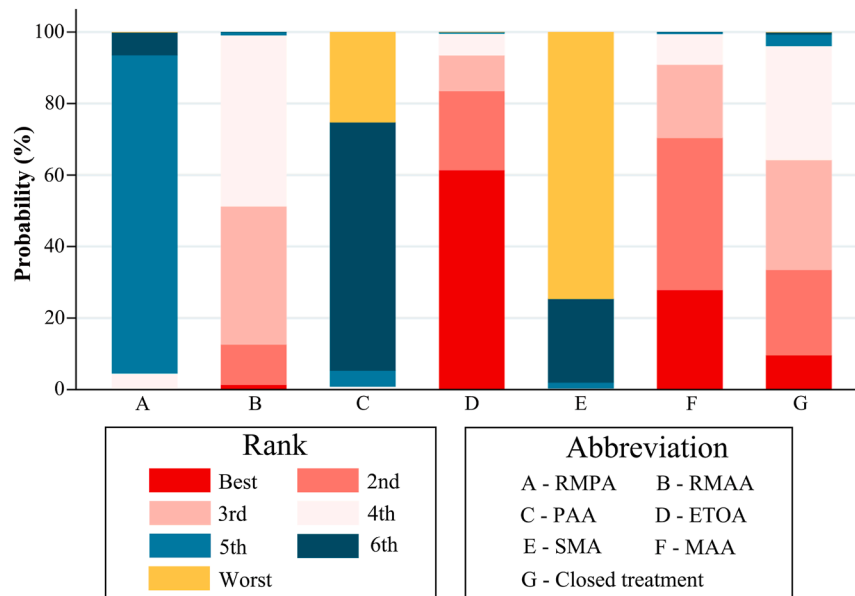 Probability (%)
100
80
60
40
20
0
A B C D E F G
Rank
Best 2nd
3rd 4th
5th 6th
Worst
Abbreviation
A - RMPA B - RMAA
C - PAA D - ETOA
E - SMA F - MAA
G - Closed treatment